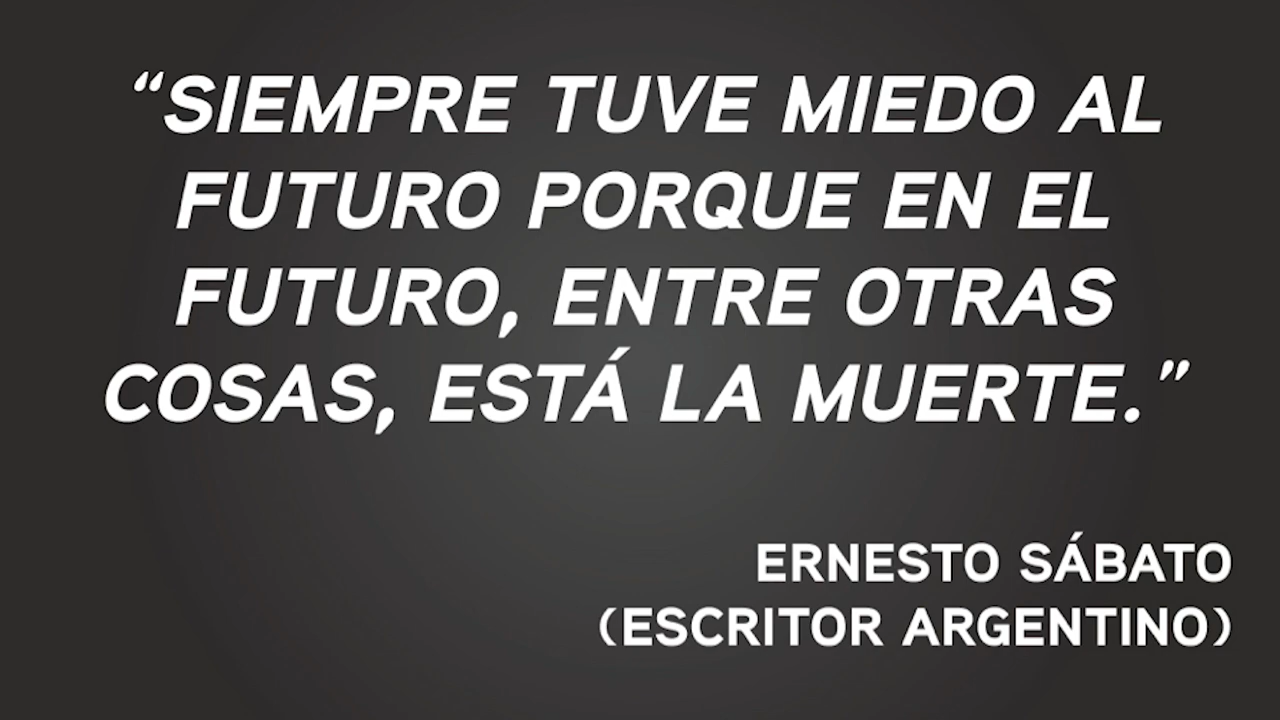 “SIEMPRE TUVE MIEDO AL
FUTURO PORQUE EN EL
FUTURO, ENTRE OTRAS
COSAS, ESTÁ LA MUERTE.”
ERNESTO SÁBATO
(ESCRITOR ARGENTINO)